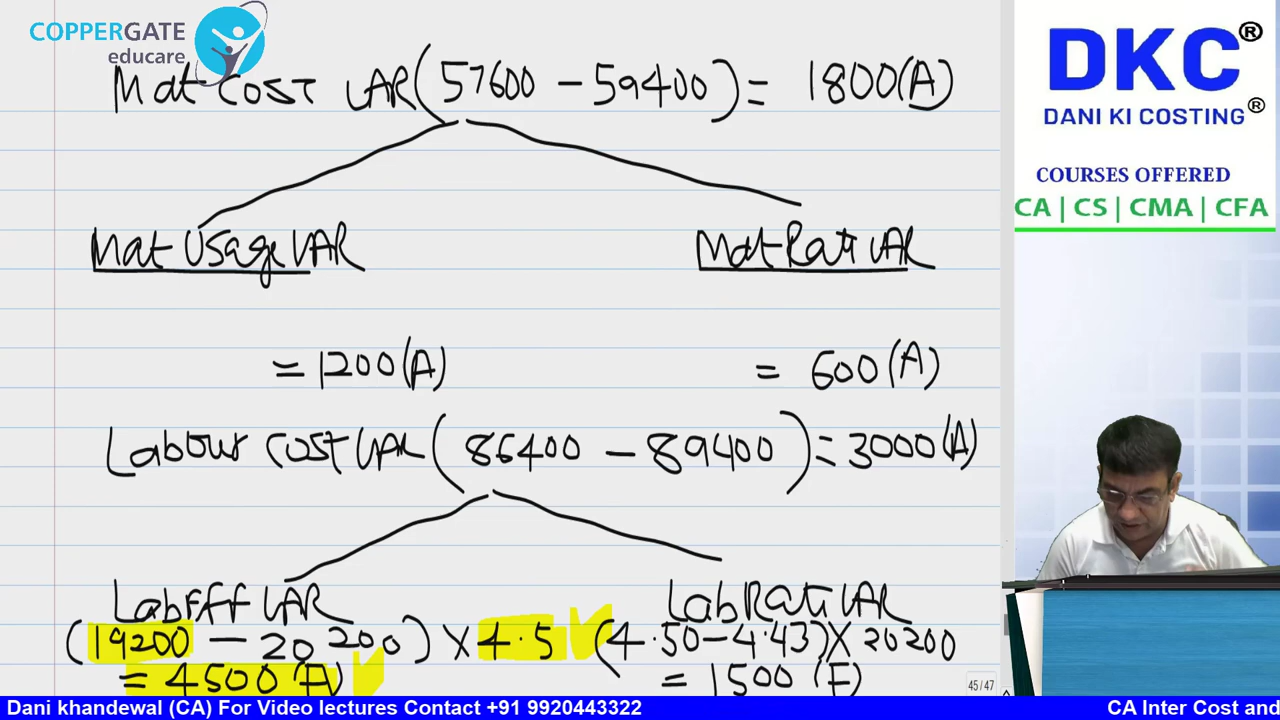 COPPERGATE
educare
Mat Cost VAR (57600 - 59400) = 1800(A)
Mat Usage VAR
Mat Rate VAR
= 1200(A)
= 600(A)
Labour Cost VAR (86400 - 89400) = 3000(A)
Lab Eff VAR
Lab Rate VAR
(19200 - 20200) X 4.5
(4.50-4.43) X 20200
= 4500 (A)
= 1500 (F)
DKC®
DANI KI COSTING®
COURSES OFFERED
CA | CS | CMA | CFA
45/47
Dani khandewal (CA) For Video lectures Contact +91 9920443322
CA Inter Cost and